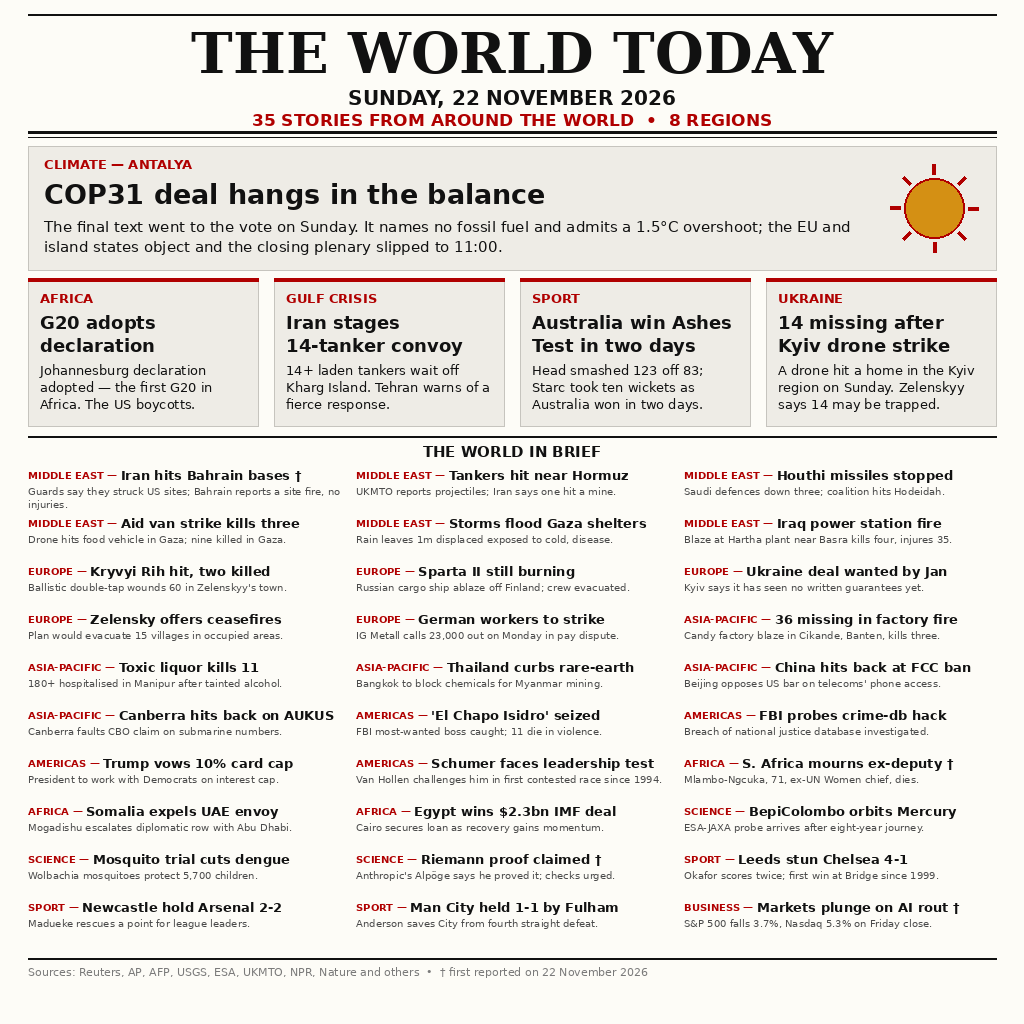 THE WORLD TODAY
SUNDAY, 22 NOVEMBER 2026
35 STORIES FROM AROUND THE WORLD • 8 REGIONS
CLIMATE — ANTALYA
COP31 deal hangs in the balance
The final text went to the vote on Sunday. It names no fossil fuel and admits a 1.5°C overshoot; the EU and
island states object and the closing plenary slipped to 11:00.
AFRICA
G20 adopts
declaration
Johannesburg declaration
adopted — the first G20 in
Africa. The US boycotts.
GULF CRISIS
Iran stages
14-tanker convoy
14+ laden tankers wait off
Kharg Island. Tehran warns of a
fierce response.
SPORT
Australia win Ashes
Test in two days
Head smashed 123 off 83;
Starc took ten wickets as
Australia won in two days.
UKRAINE
14 missing after
Kyiv drone strike
A drone hit a home in the Kyiv
region on Sunday. Zelenskyy
says 14 may be trapped.
THE WORLD IN BRIEF
MIDDLE EAST — Iran hits Bahrain bases †
Guards say they struck US sites; Bahrain reports a site fire, no
injuries.
MIDDLE EAST — Tankers hit near Hormuz
UKMTO reports projectiles; Iran says one hit a mine.
MIDDLE EAST — Houthi missiles stopped
Saudi defences down three; coalition hits Hodeidah.
MIDDLE EAST — Aid van strike kills three
Drone hits food vehicle in Gaza; nine killed in Gaza.
MIDDLE EAST — Storms flood Gaza shelters
Rain leaves 1m displaced exposed to cold, disease.
MIDDLE EAST — Iraq power station fire
Blaze at Hartha plant near Basra kills four, injures 35.
EUROPE — Kryvyi Rih hit, two killed
Ballistic double-tap wounds 60 in Zelenskyy's town.
EUROPE — Sparta II still burning
Russian cargo ship ablaze off Finland; crew evacuated.
EUROPE — Ukraine deal wanted by Jan
Kyiv says it has seen no written guarantees yet.
EUROPE — Zelensky offers ceasefires
Plan would evacuate 15 villages in occupied areas.
EUROPE — German workers to strike
IG Metall calls 23,000 out on Monday in pay dispute.
ASIA-PACIFIC — 36 missing in factory fire
Candy factory blaze in Cikande, Banten, kills three.
ASIA-PACIFIC — Toxic liquor kills 11
180+ hospitalised in Manipur after tainted alcohol.
ASIA-PACIFIC — Thailand curbs rare-earth
Bangkok to block chemicals for Myanmar mining.
ASIA-PACIFIC — China hits back at FCC ban
Beijing opposes US bar on telecoms' phone access.
ASIA-PACIFIC — Canberra hits back on AUKUS
Canberra faults CBO claim on submarine numbers.
AMERICAS — 'El Chapo Isidro' seized
FBI most-wanted boss caught; 11 die in violence.
AMERICAS — FBI probes crime-db hack
Breach of national justice database investigated.
AMERICAS — Trump vows 10% card cap
President to work with Democrats on interest cap.
AMERICAS — Schumer faces leadership test
Van Hollen challenges him in first contested race since 1994.
AFRICA — S. Africa mourns ex-deputy †
Mlambo-Ngcuka, 71, ex-UN Women chief, dies.
AFRICA — Somalia expels UAE envoy
Mogadishu escalates diplomatic row with Abu Dhabi.
AFRICA — Egypt wins $2.3bn IMF deal
Cairo secures loan as recovery gains momentum.
SCIENCE — BepiColombo orbits Mercury
ESA-JAXA probe arrives after eight-year journey.
SCIENCE — Mosquito trial cuts dengue
Wolbachia mosquitoes protect 5,700 children.
SCIENCE — Riemann proof claimed †
Anthropic's Alpöge says he proved it; checks urged.
SPORT — Leeds stun Chelsea 4-1
Okafor scores twice; first win at Bridge since 1999.
SPORT — Newcastle hold Arsenal 2-2
Madueke rescues a point for league leaders.
SPORT — Man City held 1-1 by Fulham
Anderson saves City from fourth straight defeat.
BUSINESS — Markets plunge on AI rout †
S&P 500 falls 3.7%, Nasdaq 5.3% on Friday close.
Sources: Reuters, AP, AFP, USGS, ESA, UKMTO, NPR, Nature and others • † first reported on 22 November 2026